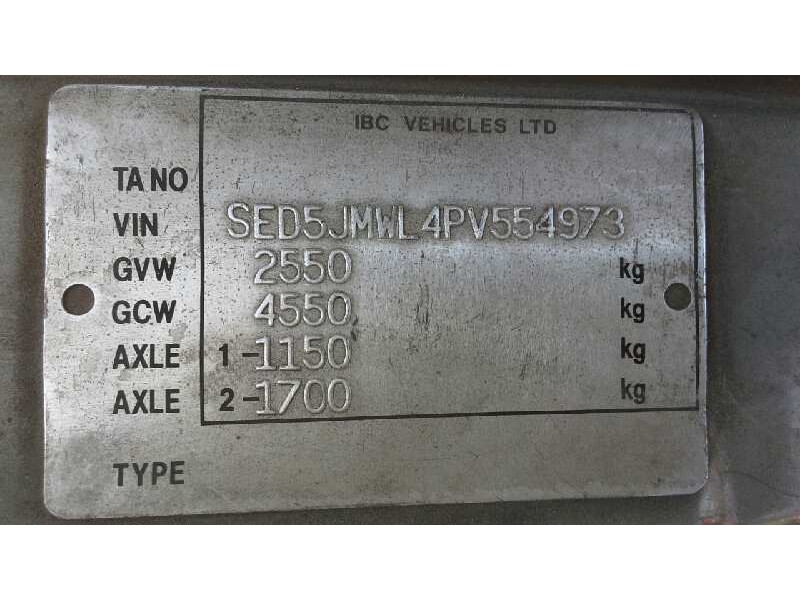 IBC VEHICLES LTD
TA NO
VIN SED5JMWL4PV554973
GVW 2550 kg
GCW 4550 kg
AXLE 1-1150 kg
AXLE 2-1700 kg
TYPE